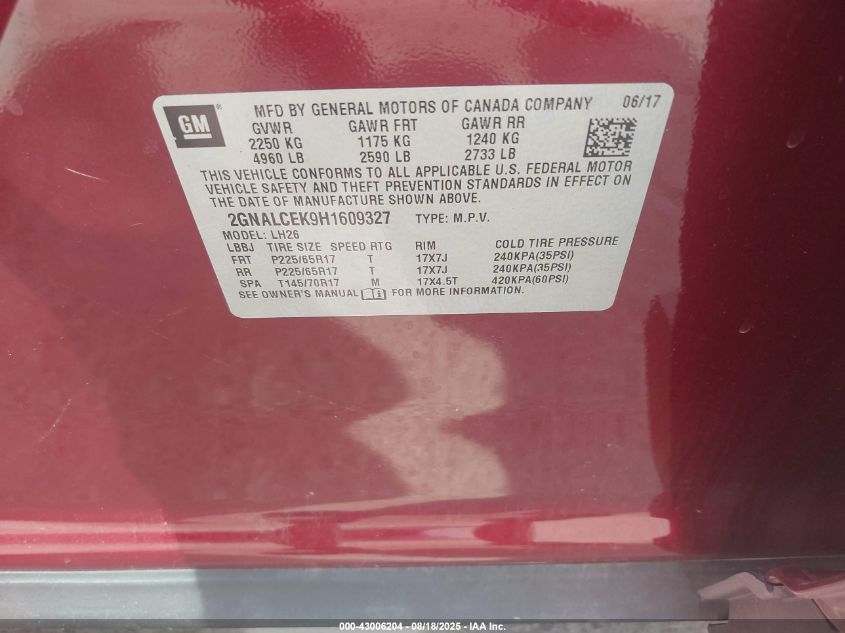 GM ® MFD BY GENERAL MOTORS OF CANADA COMPANY 06/17
GVWR GAWR FRT GAWR RR
2250 KG 1175 KG 1240 KG
4960 LB 2590 LB 2733 LB
THIS VEHICLE CONFORMS TO ALL APPLICABLE U.S. FEDERAL MOTOR
VEHICLE SAFETY AND THEFT PREVENTION STANDARDS IN EFFECT ON
THE DATE OF MANUFACTURE SHOWN ABOVE.
2GNALCEK9H1609327 TYPE: M.P.V.
MODEL: LH26
LBBJ TIRE SIZE SPEED RTG RIM COLD TIRE PRESSURE
FRT P225/65R17 T 17X7J 240KPA(35PSI)
RR P225/65R17 T 17X7J 240KPA(35PSI)
SPA T145/70R17 M 17X4.5T 420KPA(60PSI)
SEE OWNER'S MANUAL FOR MORE INFORMATION.
000-43006204 - 08/18/2025 - IAA Inc.